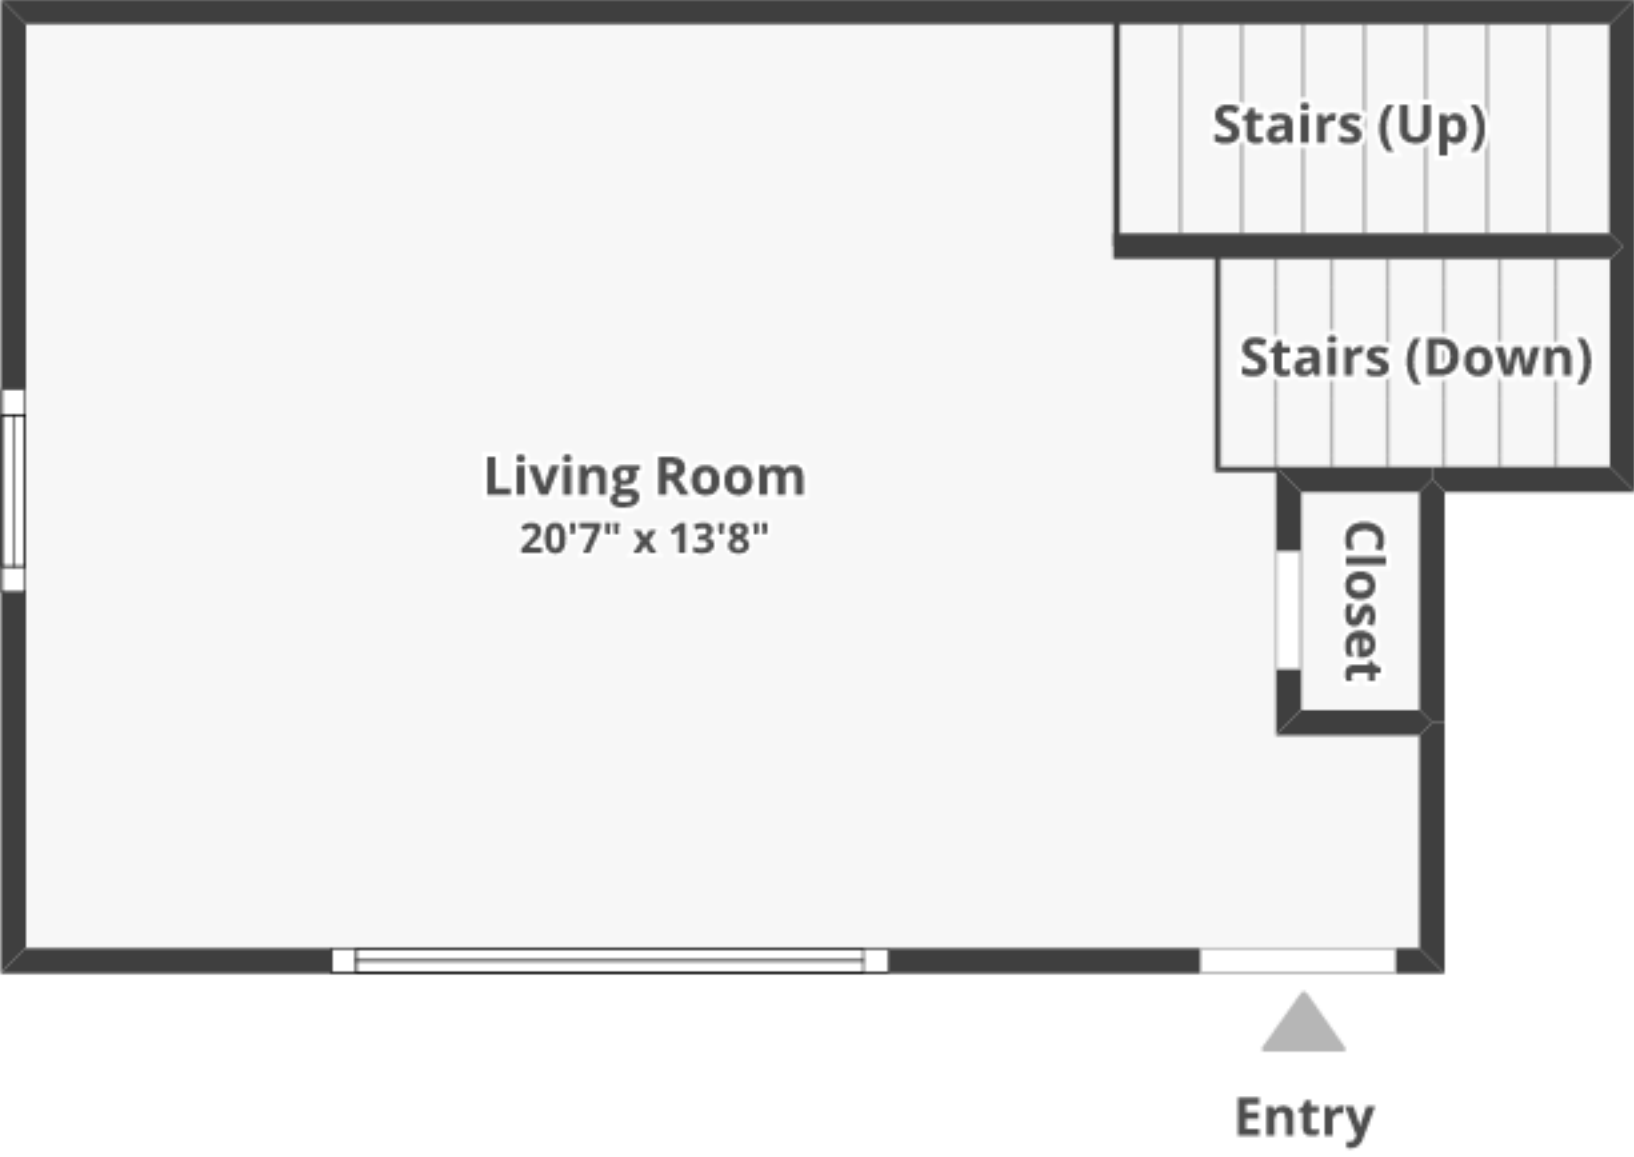 Stairs (Up)
Stairs (Down)
Living Room
20'7" x 13'8"
Closet
Entry